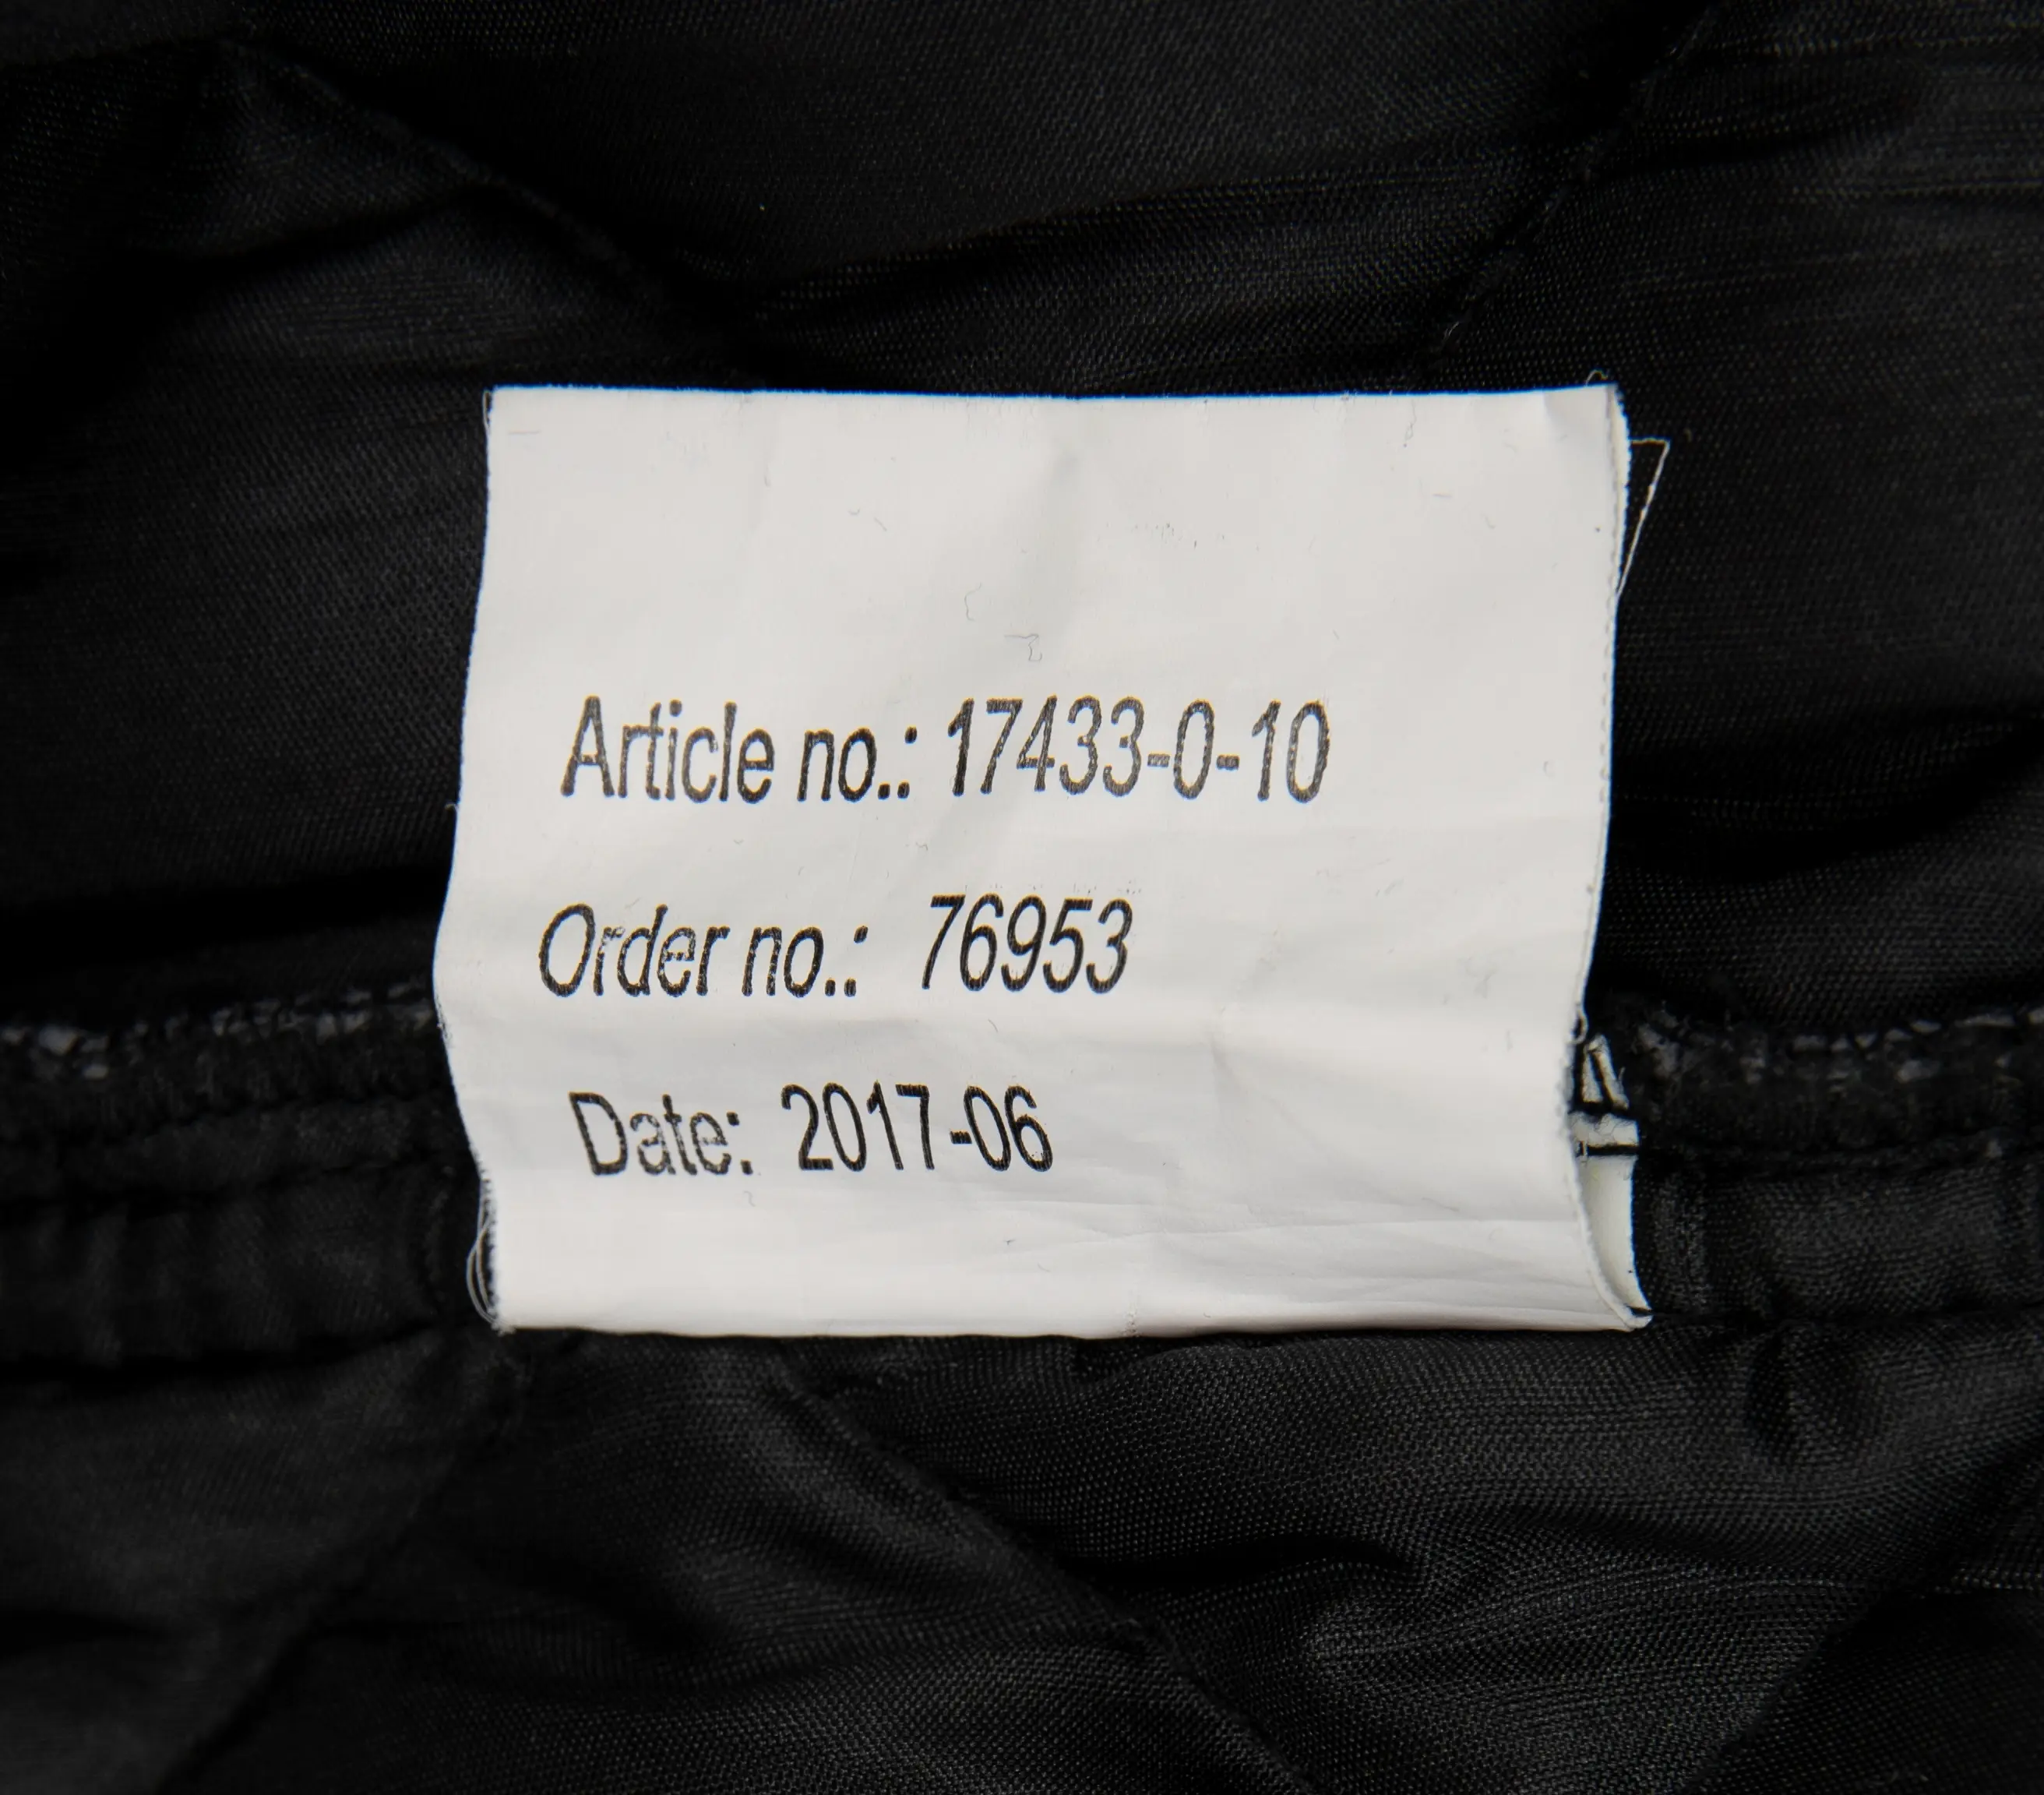 Article no.: 17433-0-10
Order no.: 76953
Date: 2017-06